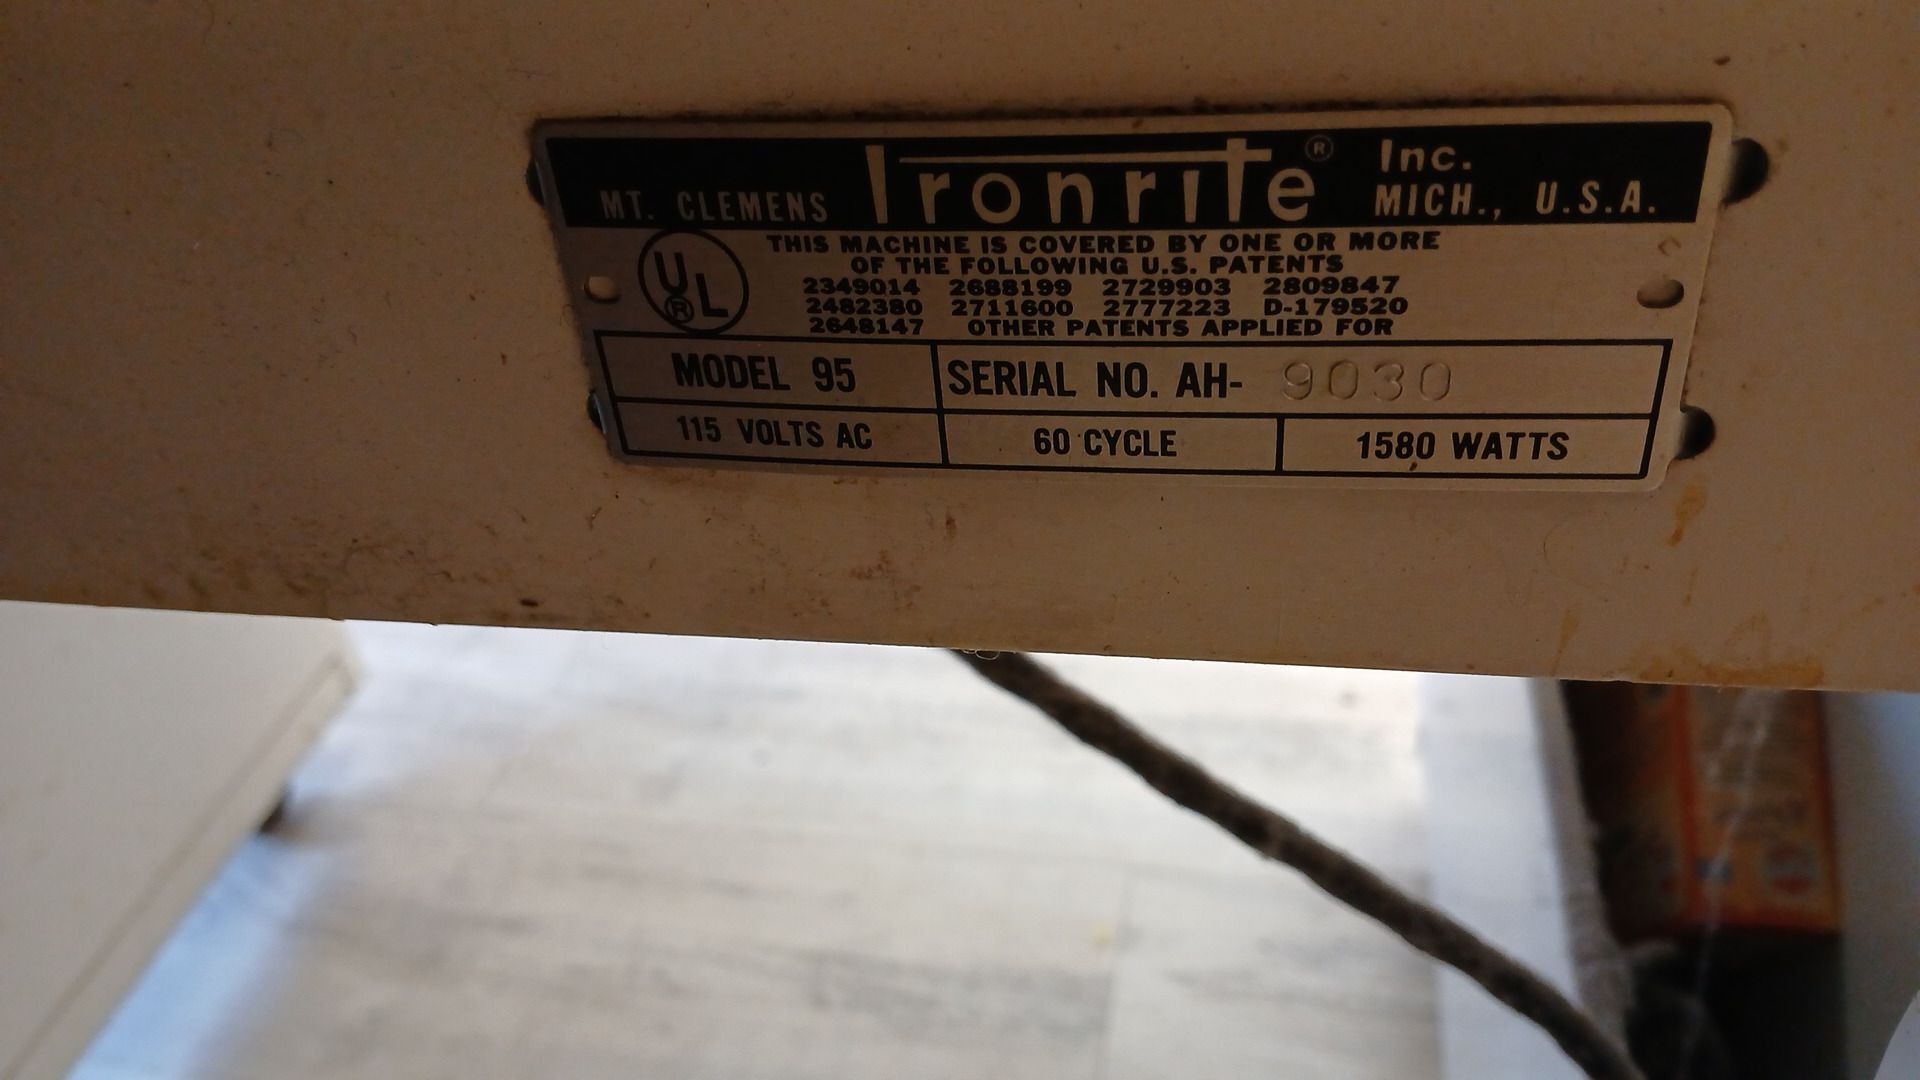 MT. CLEMENS Ironrite® Inc. MICH., U.S.A.
UL®
THIS MACHINE IS COVERED BY ONE OR MORE
OF THE FOLLOWING U.S. PATENTS
2349014 2688199 2729903 2809847
2482380 2711600 2777223 D-179520
2648147 OTHER PATENTS APPLIED FOR
MODEL 95 SERIAL NO. AH- 9030
115 VOLTS AC 60 CYCLE 1580 WATTS